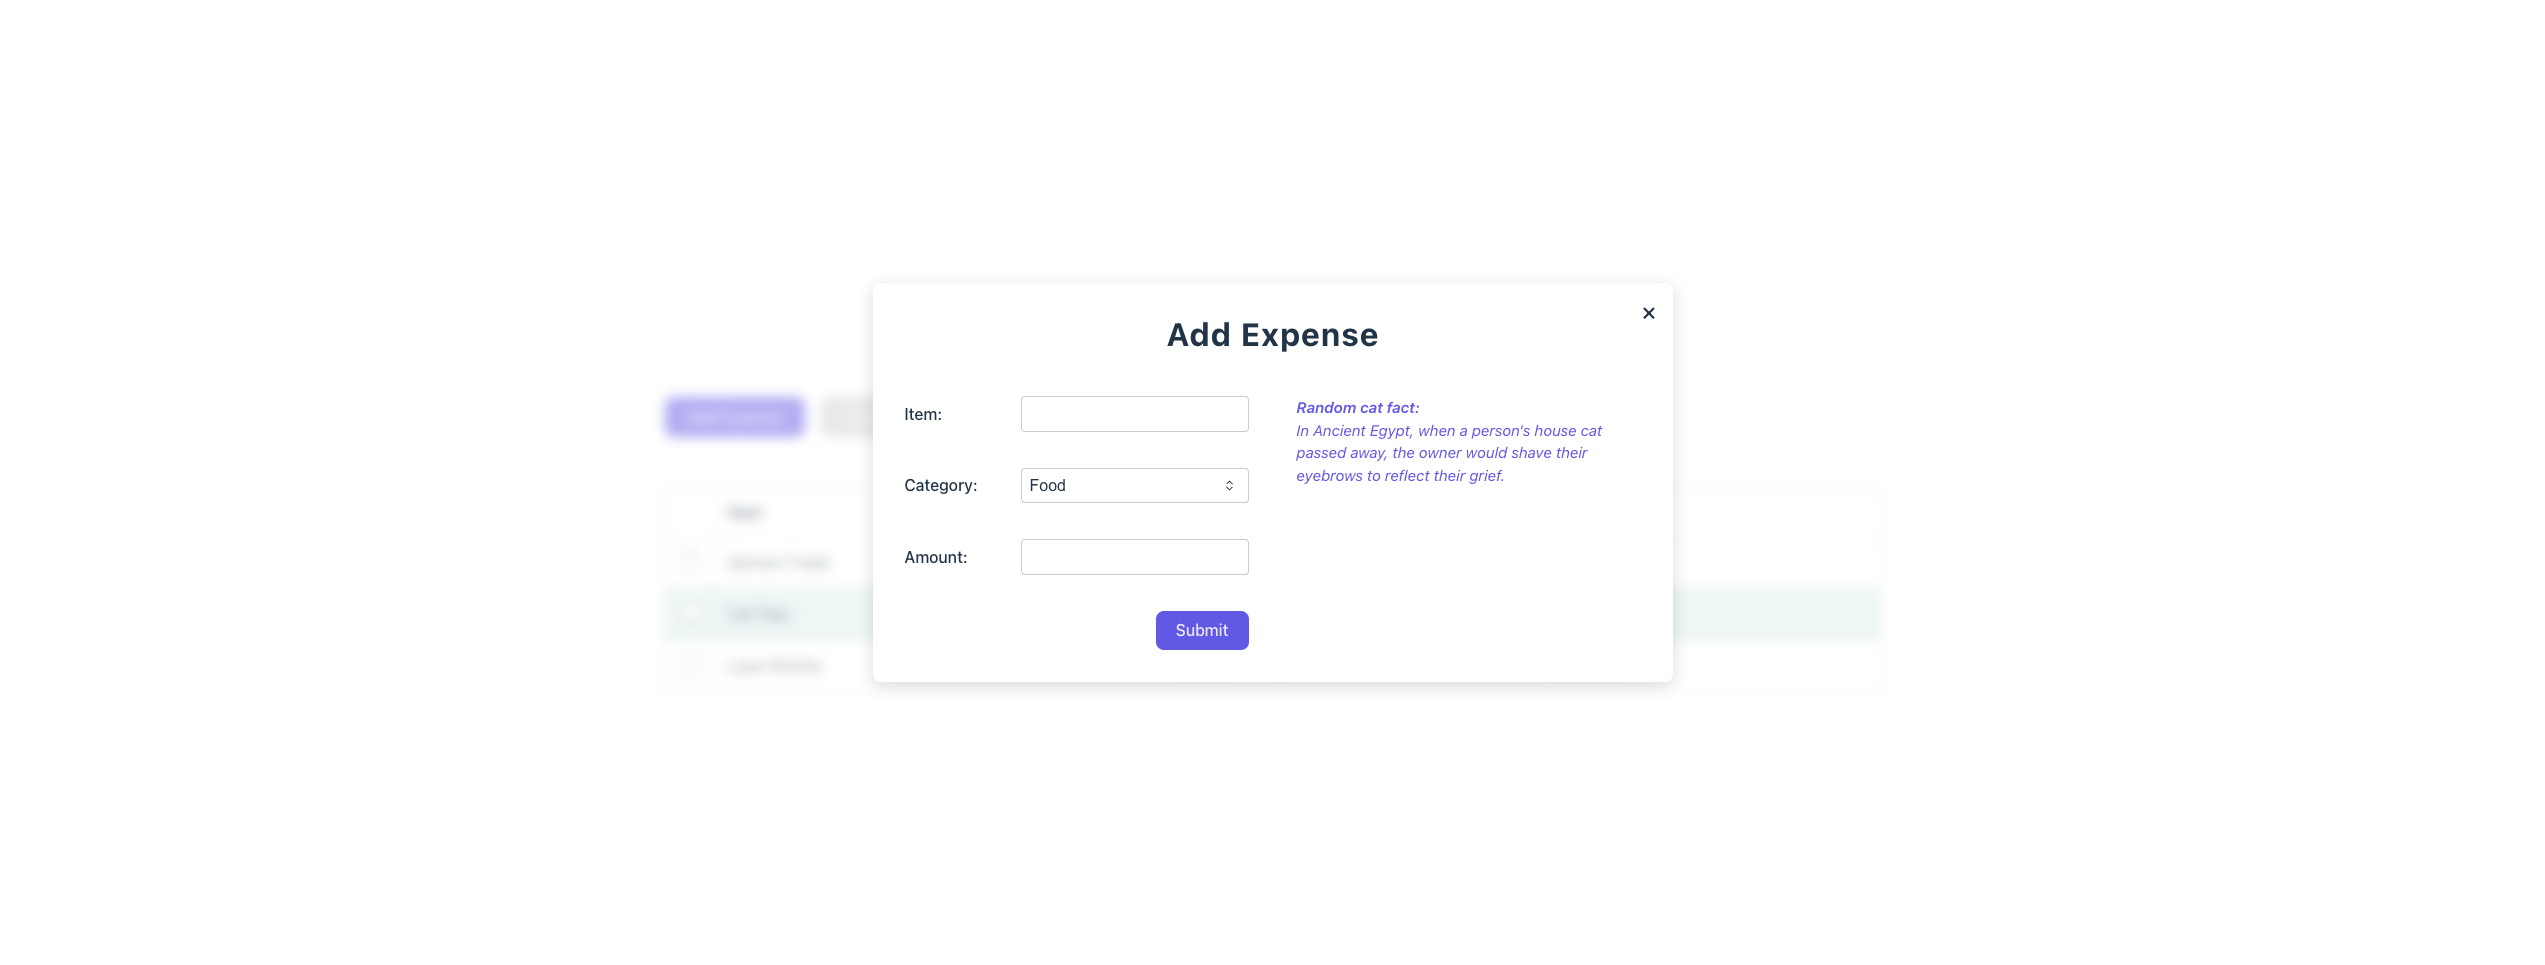 Add Expense
×
Item:
Category:
Food
Amount:
Submit
Random cat fact:
In Ancient Egypt, when a person's house cat
passed away, the owner would shave their
eyebrows to reflect their grief.